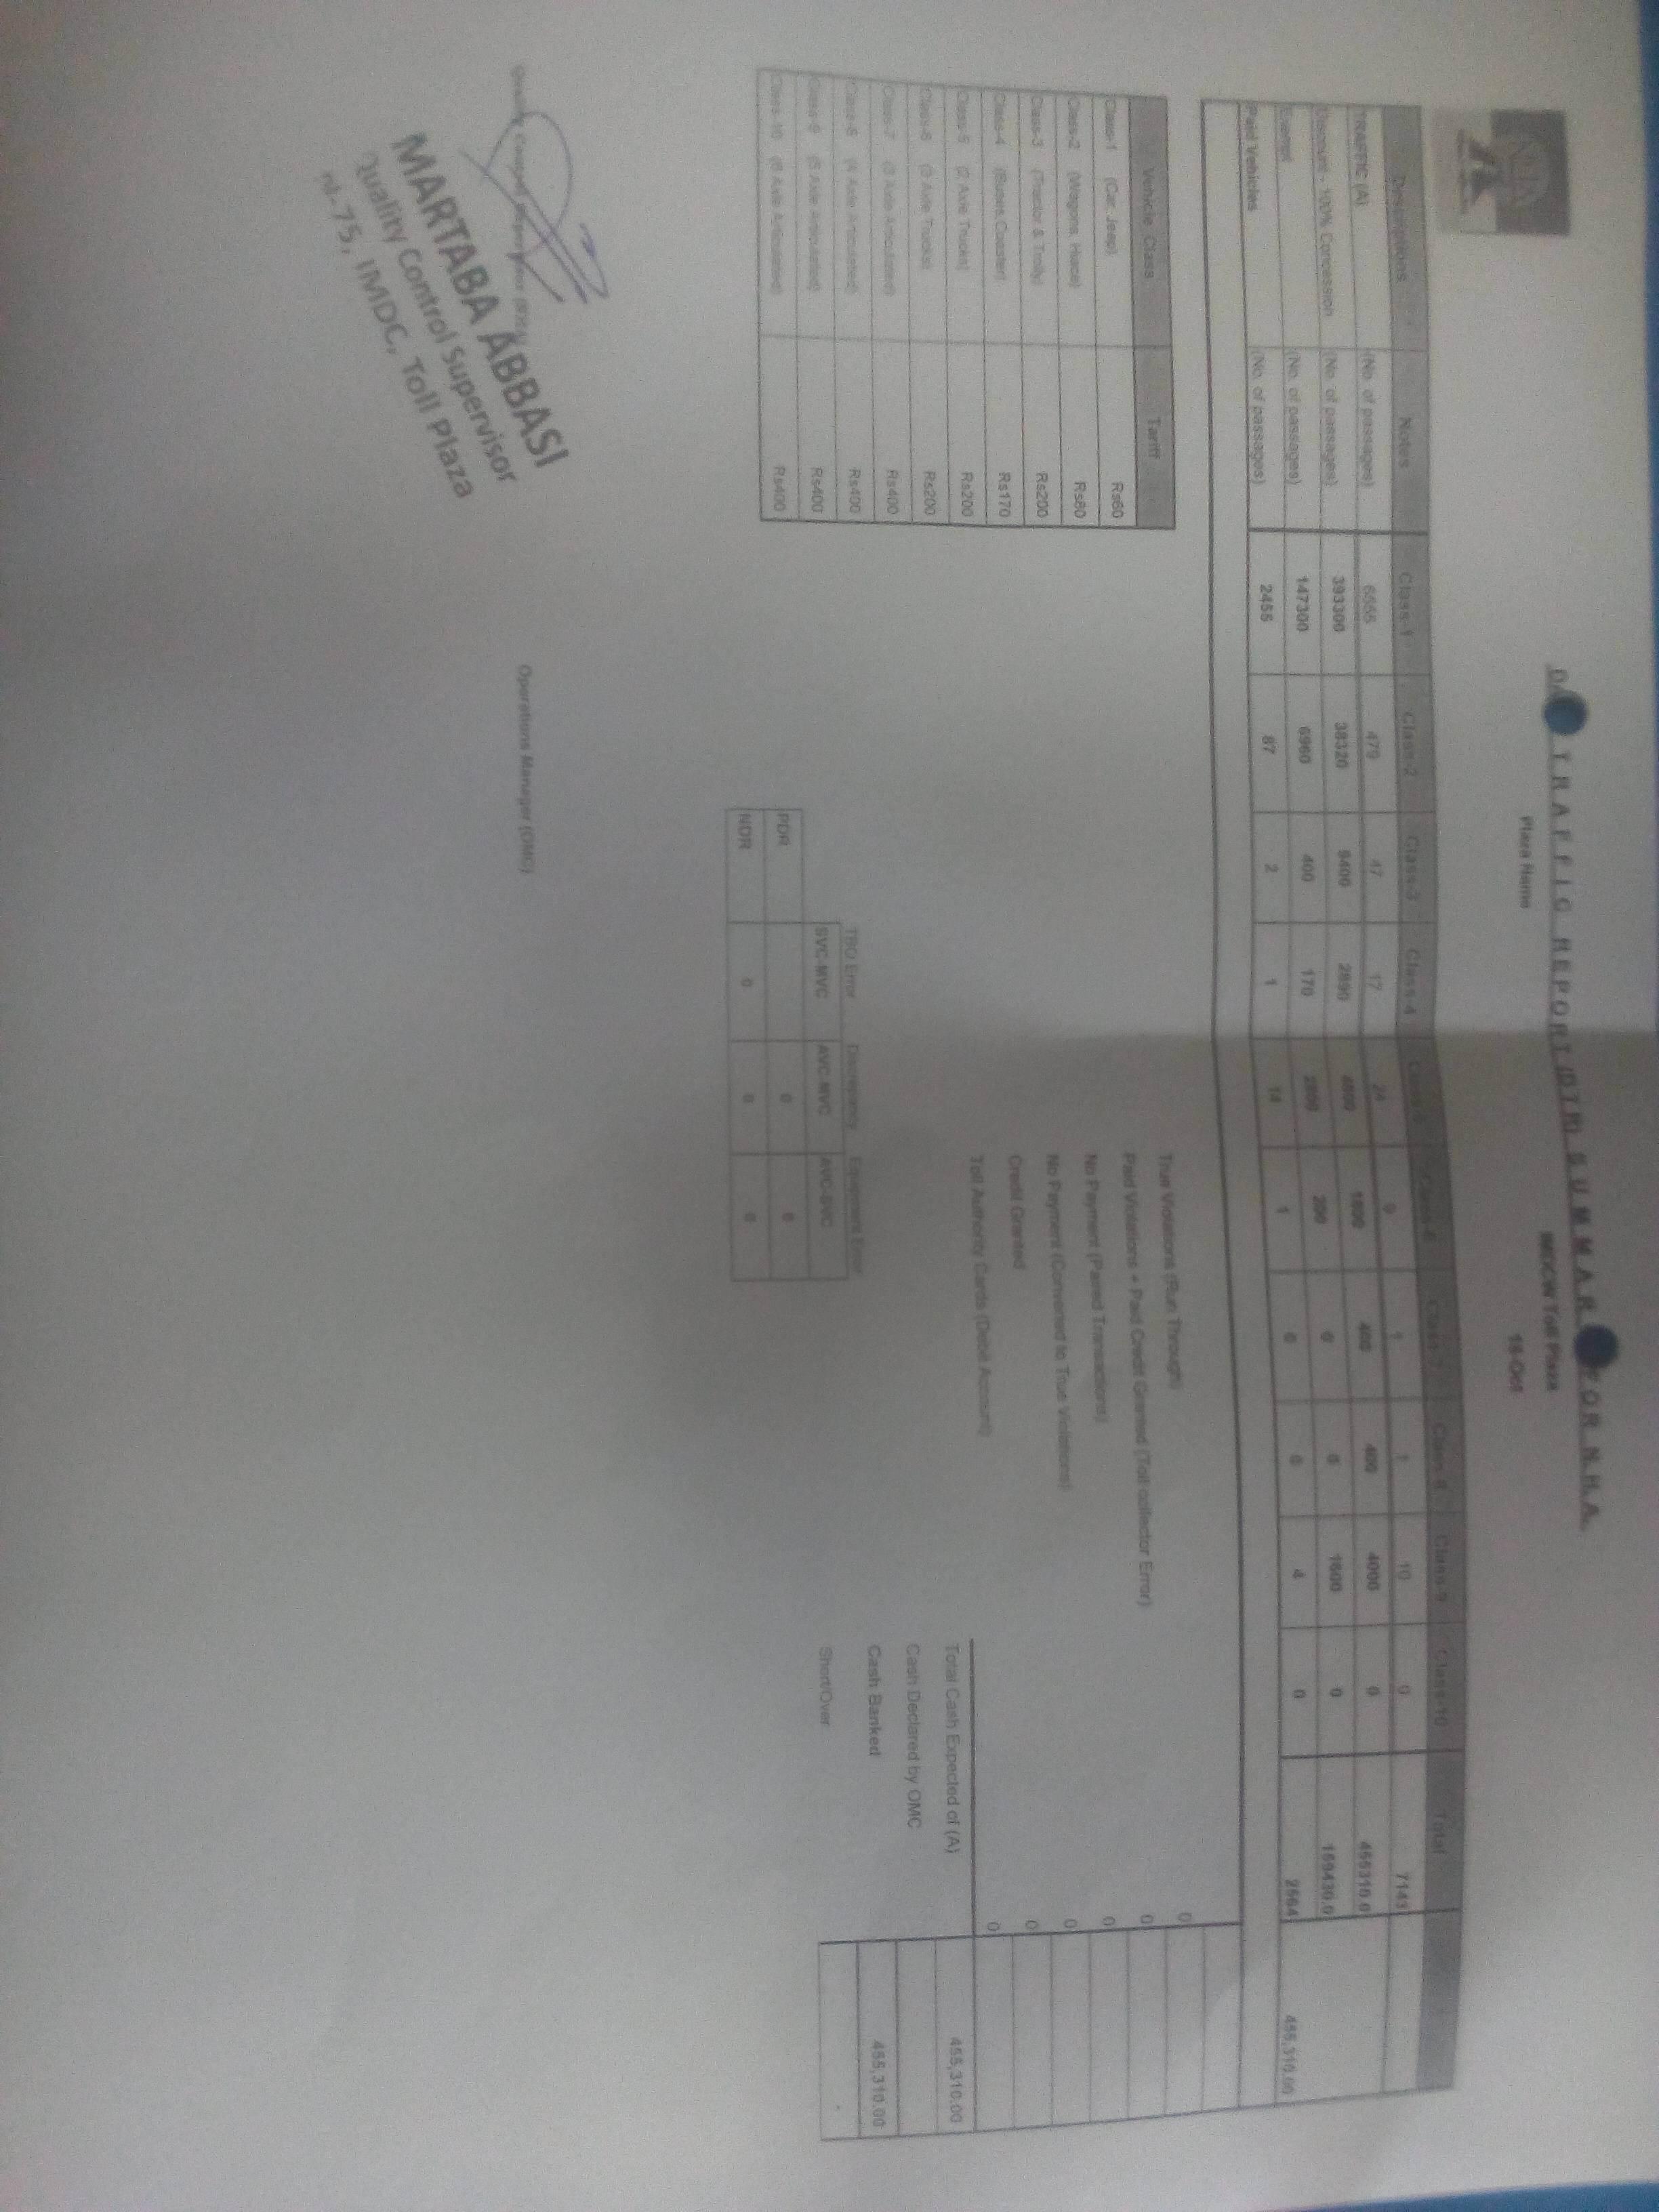 NHA
TRAFFIC REPORT (DTR) SUMMAR FOR N.H.A.
Plaza Name Toll Plaza
Descriptions Notes Class-1 Class-2 Class-3 Class-4 Class-5 Class-6 Class-7 Class-8 Class-9 Class-10 Total
TRAFFIC (A) (No. of passages) 6555 479 47 17 24 9 1 1 10 0 7143
Discount - 100% Concession (No. of passages) 393300 38320 9400 2890 4800 1800 400 400 4000 0 455310.0
Exempt (No. of passages) 147300 6960 400 170 2800 200 0 0 1600 0 159430.0
Paid Vehicles (No. of passages) 2455 87 2 1 14 1 0 0 4 0 2564 455,310.00
Vehicle Class Tariff
Class-1 (Car, Jeep) Rs60
Class-2 (Wagons, Hiace) Rs80
Class-3 (Tractor & Trolly) Rs200
Class-4 (Buses, Coaster) Rs170
Class-5 (2 Axle Trucks) Rs200
Class-6 (3 Axle Trucks) Rs200
Class-7 (3 Axle Articulated) Rs400
Class-8 (4 Axle Articulated) Rs400
Class-9 (5 Axle Articulated) Rs400
Class-10 (6 Axle Articulated) Rs400
True Violations (Run Through) 0
Paid Violations + Paid Credit Granted (Toll collector Error) 0
No Payment (Paired Transactions) 0
No Payment (Converted to True Violations) 0
Credit Granted 0
Toll Authority Cards (Debit Account) 0
Total Cash Expected of (A) 455,310.00
Cash Declared by OMC
Cash Banked 455,310.00
Short/Over -
TBO Error Discrepancy Equipment Error
SVC-MVC AVC-MVC AVC-SVC
PDR 0 0
NDR 0 0 0
Operations Manager (OMC)
MARTABA ABBASI
Quality Control Supervisor
nt-75, IMDC, Toll Plaza